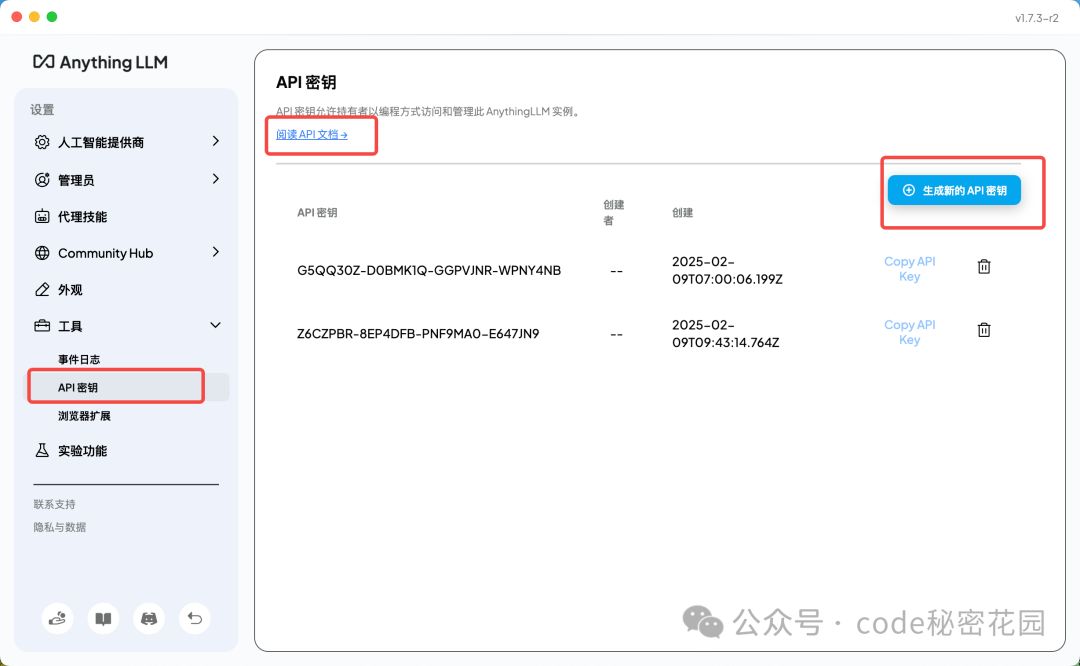 v1.7.3-r2
Anything LLM
设置
人工智能提供商
管理员
代理技能
Community Hub
外观
工具
事件日志
API 密钥
浏览器扩展
实验功能
联系支持
隐私与数据
API 密钥
API 密钥允许持有者以编程方式访问和管理此 AnythingLLM 实例。
阅读 API 文档→
生成新的 API 密钥
API 密钥
创建
者
创建
G5QQ30Z-D0BMK1Q-GGPVJNR-WPNY4NB
--
2025-02-
09T07:00:06.199Z
Copy API
Key
Z6CZPBR-8EP4DFB-PNF9MA0-E647JN9
--
2025-02-
09T09:43:14.764Z
Copy API
Key
公众号 · code秘密花园